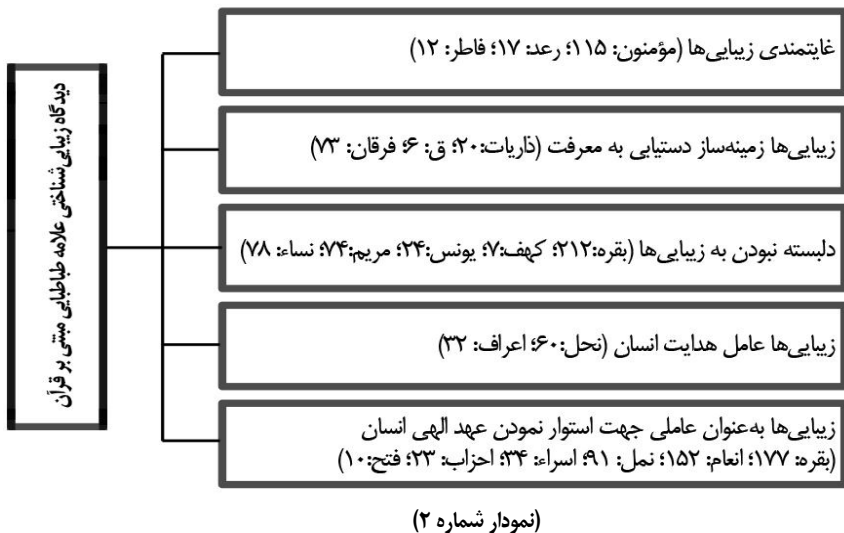 دیدگاه زیبایی‌شناختی علامه طباطبایی مبتنی بر قرآن
غایتمندی زیبایی‌ها (مؤمنون: ۱۱۵؛ رعد: ۱۷؛ فاطر: ۱۲)
زیبایی‌ها زمینه‌ساز دستیابی به معرفت (ذاریات:۲۰؛ ق: ۶؛ فرقان: ۷۳)
دلبسته نبودن به زیبایی‌ها (بقره:۲۱۲؛ کهف:۷؛ یونس:۲۴؛ مریم:۷۴؛ نساء: ۷۸)
زیبایی‌ها عامل هدایت انسان (نحل:۶۰؛ اعراف: ۳۲)
زیبایی‌ها به‌عنوان عاملی جهت استوار نمودن عهد الهی انسان
(بقره: ۱۷۷؛ انعام: ۱۵۲؛ نمل: ۹۱؛ اسراء: ۳۴؛ احزاب: ۲۳؛ فتح:۱۰)
(نمودار شماره ۲)